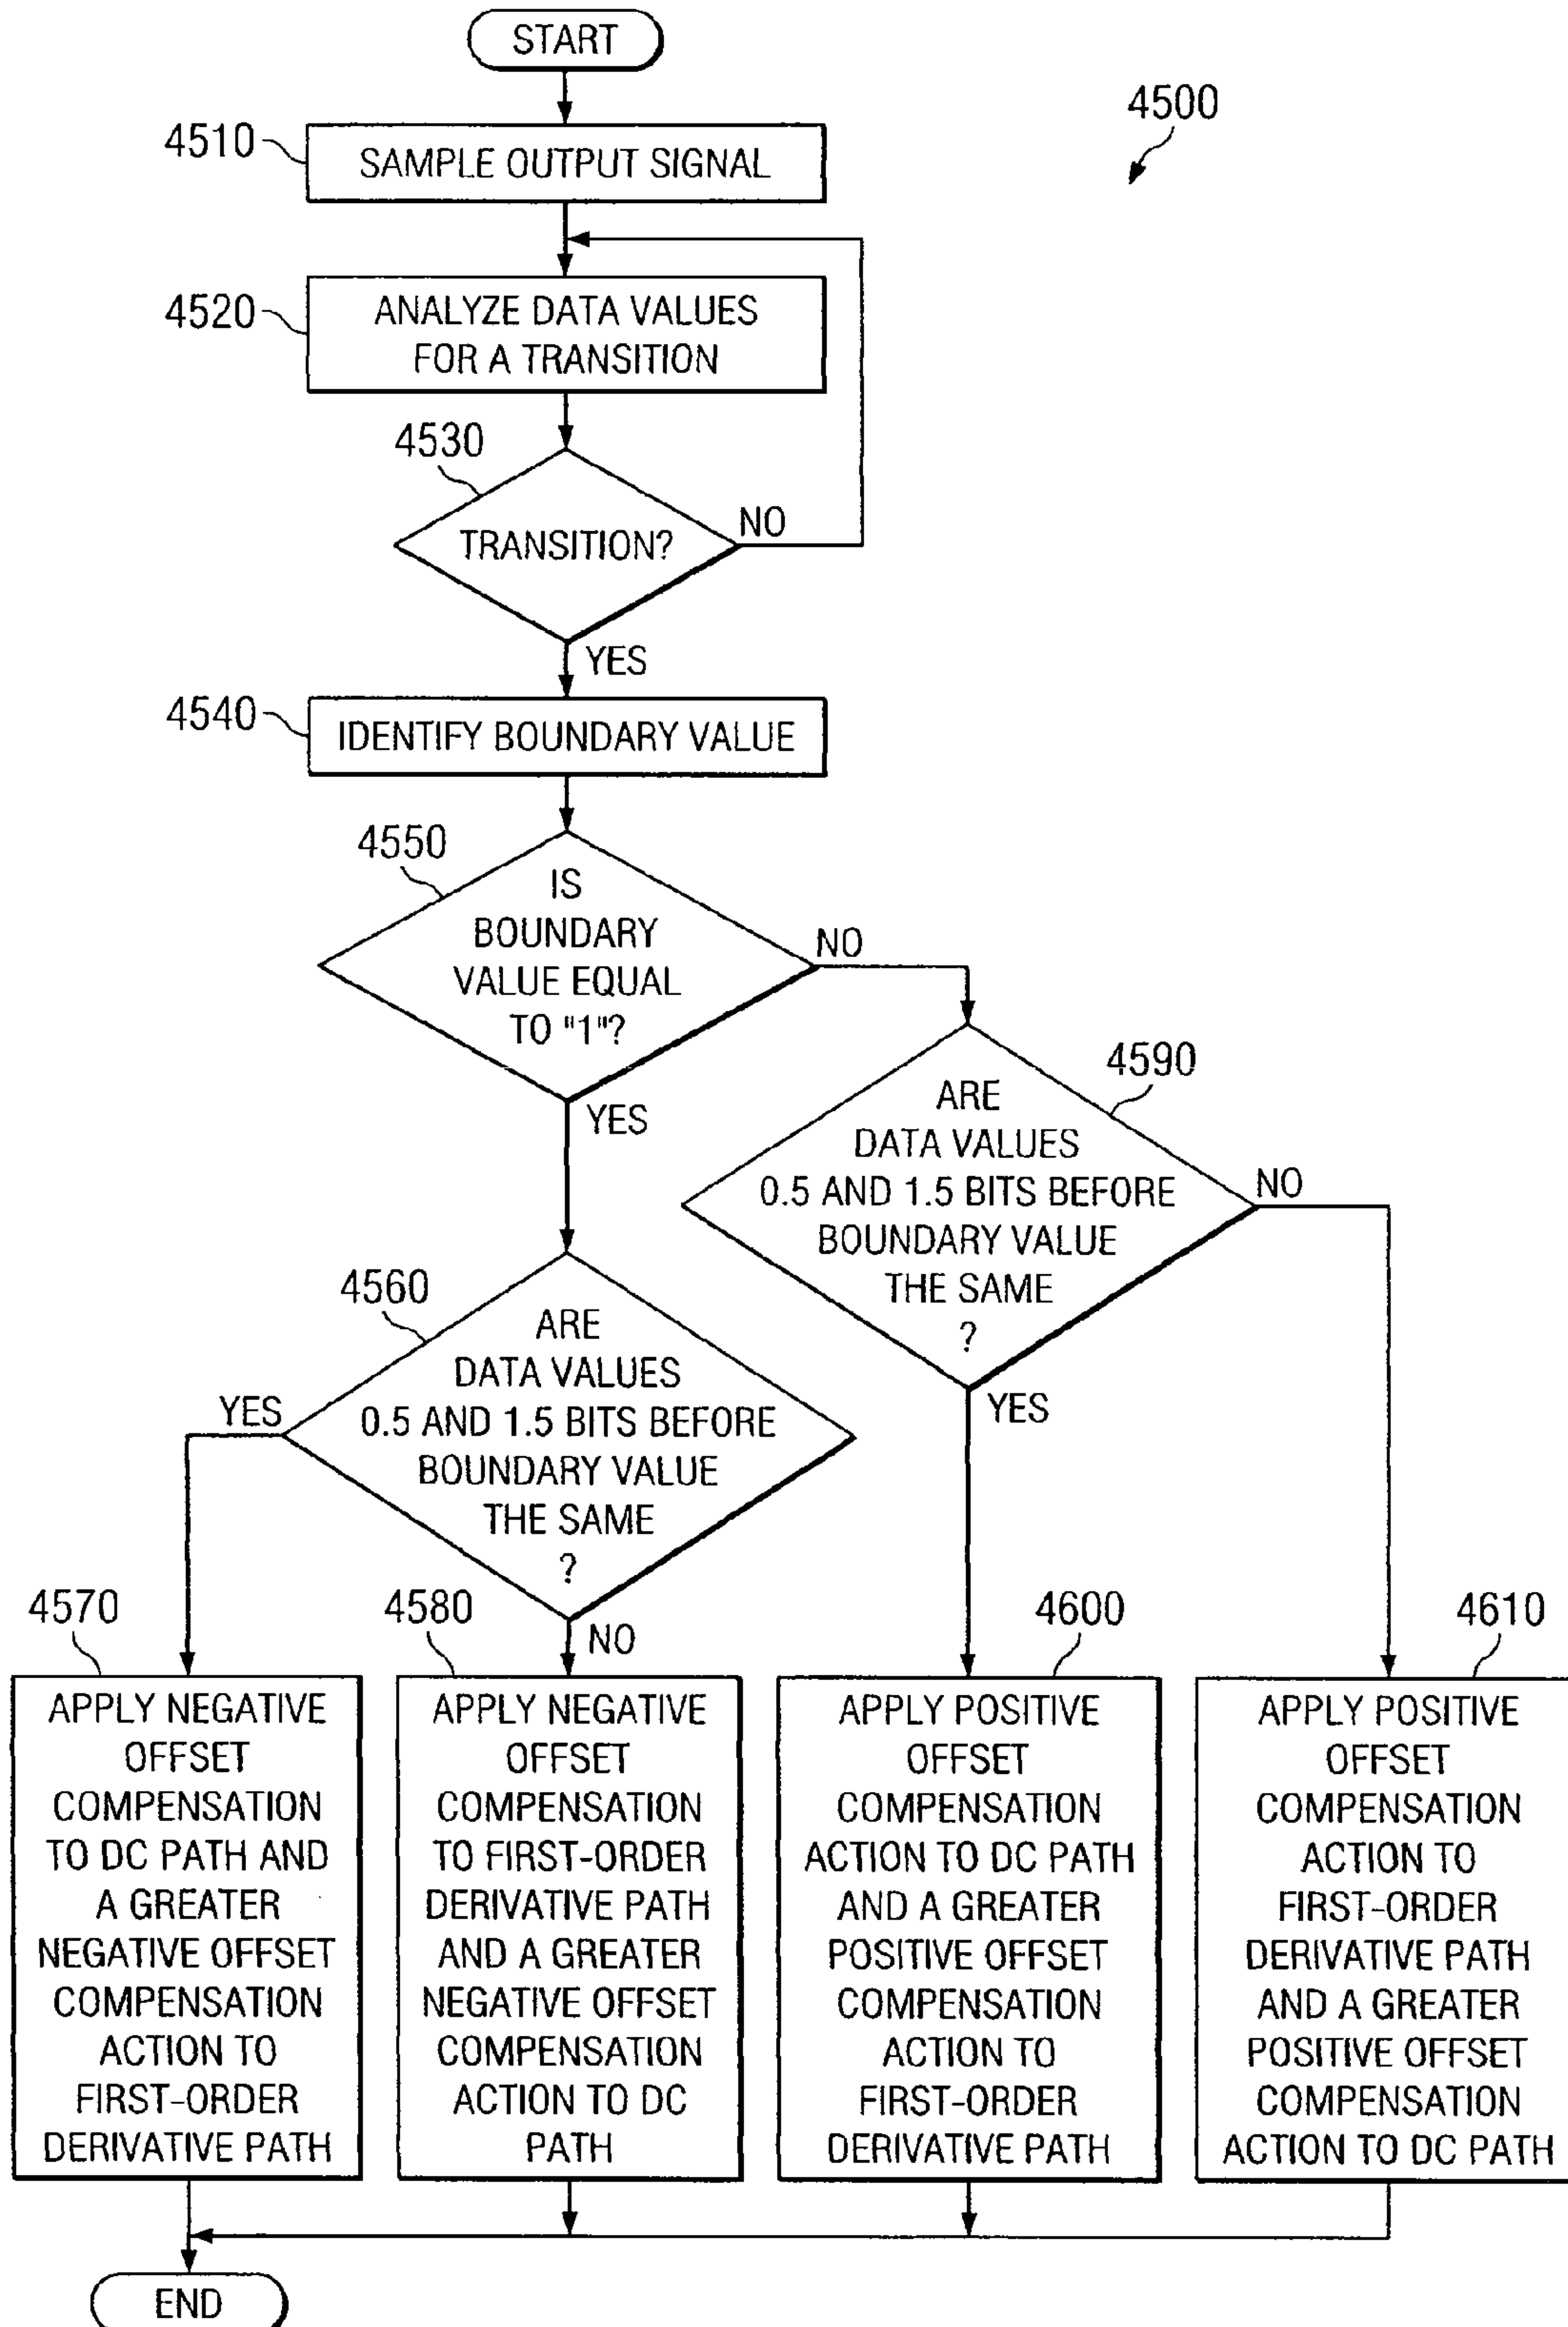 START
4500
4510
SAMPLE OUTPUT SIGNAL
4520
ANALYZE DATA VALUES
FOR A TRANSITION
4530
TRANSITION?
NO
YES
4540
IDENTIFY BOUNDARY VALUE
4550
IS
BOUNDARY
VALUE EQUAL
TO "1"?
NO
YES
4590
ARE
DATA VALUES
0.5 AND 1.5 BITS BEFORE
BOUNDARY VALUE
THE SAME
?
NO
YES
4560
ARE
DATA VALUES
0.5 AND 1.5 BITS BEFORE
BOUNDARY VALUE
THE SAME
?
YES
NO
4570
APPLY NEGATIVE
OFFSET
COMPENSATION
TO DC PATH AND
A GREATER
NEGATIVE OFFSET
COMPENSATION
ACTION TO
FIRST-ORDER
DERIVATIVE PATH
4580
APPLY NEGATIVE
OFFSET
COMPENSATION
TO FIRST-ORDER
DERIVATIVE PATH
AND A GREATER
NEGATIVE OFFSET
COMPENSATION
ACTION TO DC
PATH
4600
APPLY POSITIVE
OFFSET
COMPENSATION
ACTION TO DC PATH
AND A GREATER
POSITIVE OFFSET
COMPENSATION
ACTION TO
FIRST-ORDER
DERIVATIVE PATH
4610
APPLY POSITIVE
OFFSET
COMPENSATION
ACTION TO
FIRST-ORDER
DERIVATIVE PATH
AND A GREATER
POSITIVE OFFSET
COMPENSATION
ACTION TO DC PATH
END